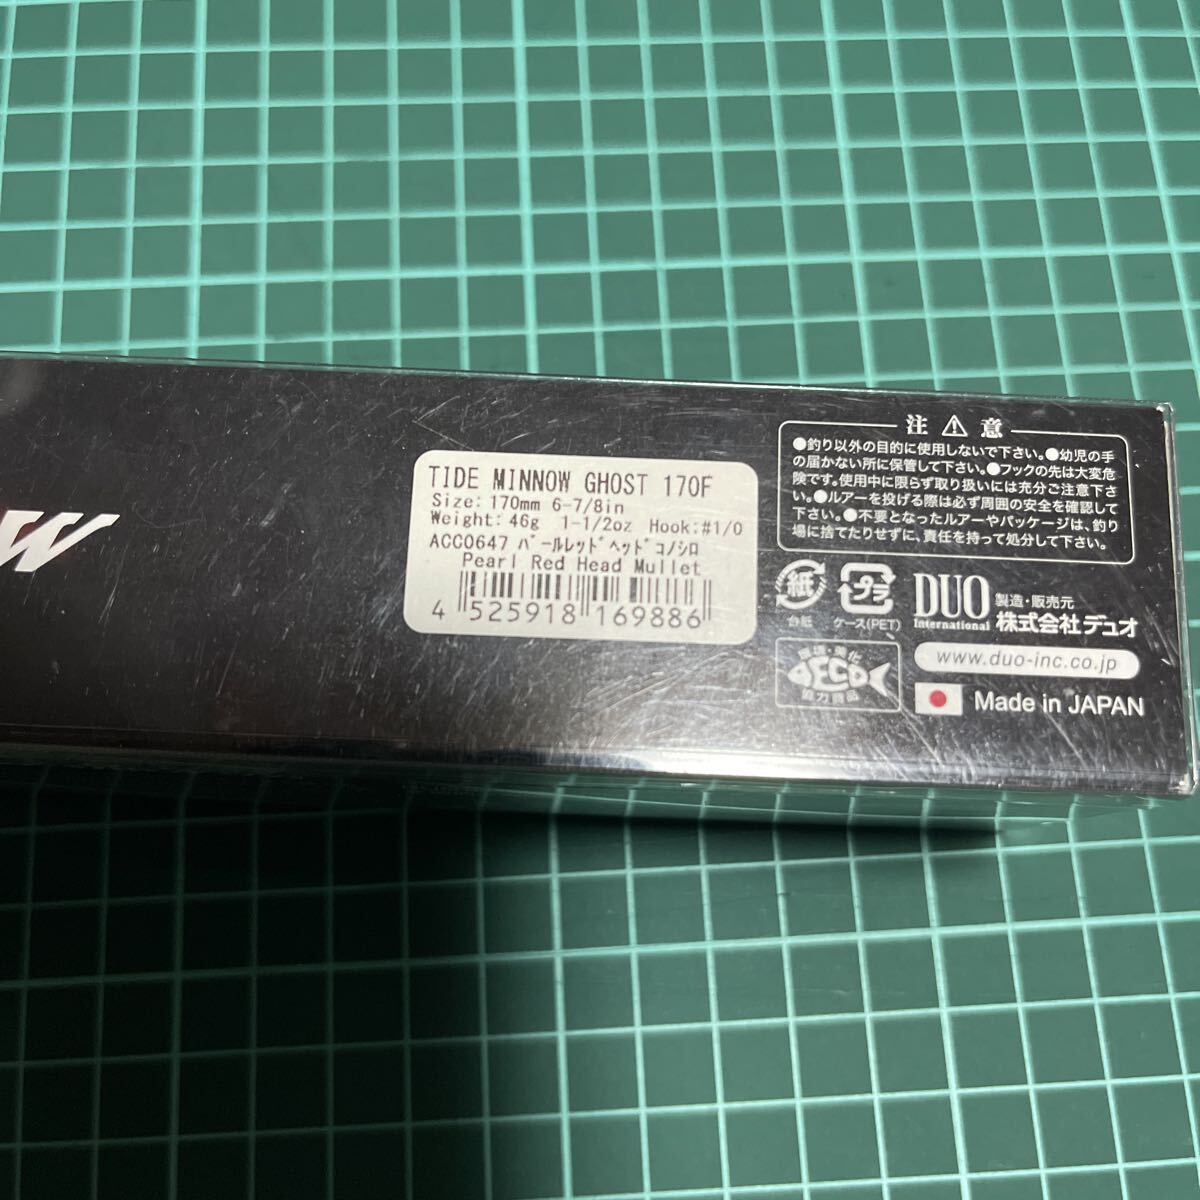 W
TIDE MINNOW GHOST 170F
Size: 170mm 6-7/8in
Weight: 46g 1-1/2oz Hook:#1/0
ACC0647 ﾊﾟｰﾙﾚｯﾄﾞﾍｯﾄﾞｺﾉｼﾛ
Pearl Red Head Mullet
4 525918 169886
注 ⚠ 意
●釣り以外の目的に使用しないで下さい。●幼児の手
の届かない所に保管して下さい。●フックの先は大変危
険です。使用中に限らず取り扱いには充分ご注意下さ
い。●ルアーを投げる際は必ず周囲の安全を確認して
下さい。●不要となったルアーやパッケージは、釣り
場に捨てたりせずに、責任を持って処分して下さい。
紙
台紙
プラ
ケース(PET)
DUO
International
製造・販売元
株式会社デュオ
www.duo-inc.co.jp
環境・美化
ECO
協力商品
Made in JAPAN